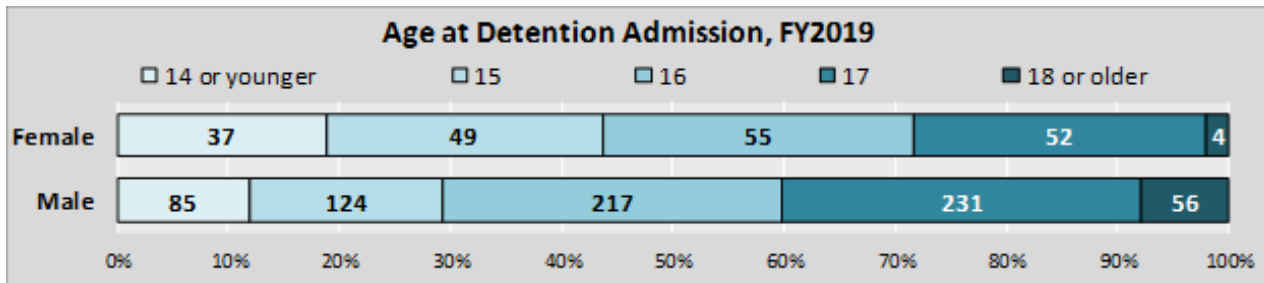 Age at Detention Admission, FY2019
14 or younger 15 16 17 18 or older
Female 37 49 55 52 4
Male 85 124 217 231 56
0% 10% 20% 30% 40% 50% 60% 70% 80% 90% 100%